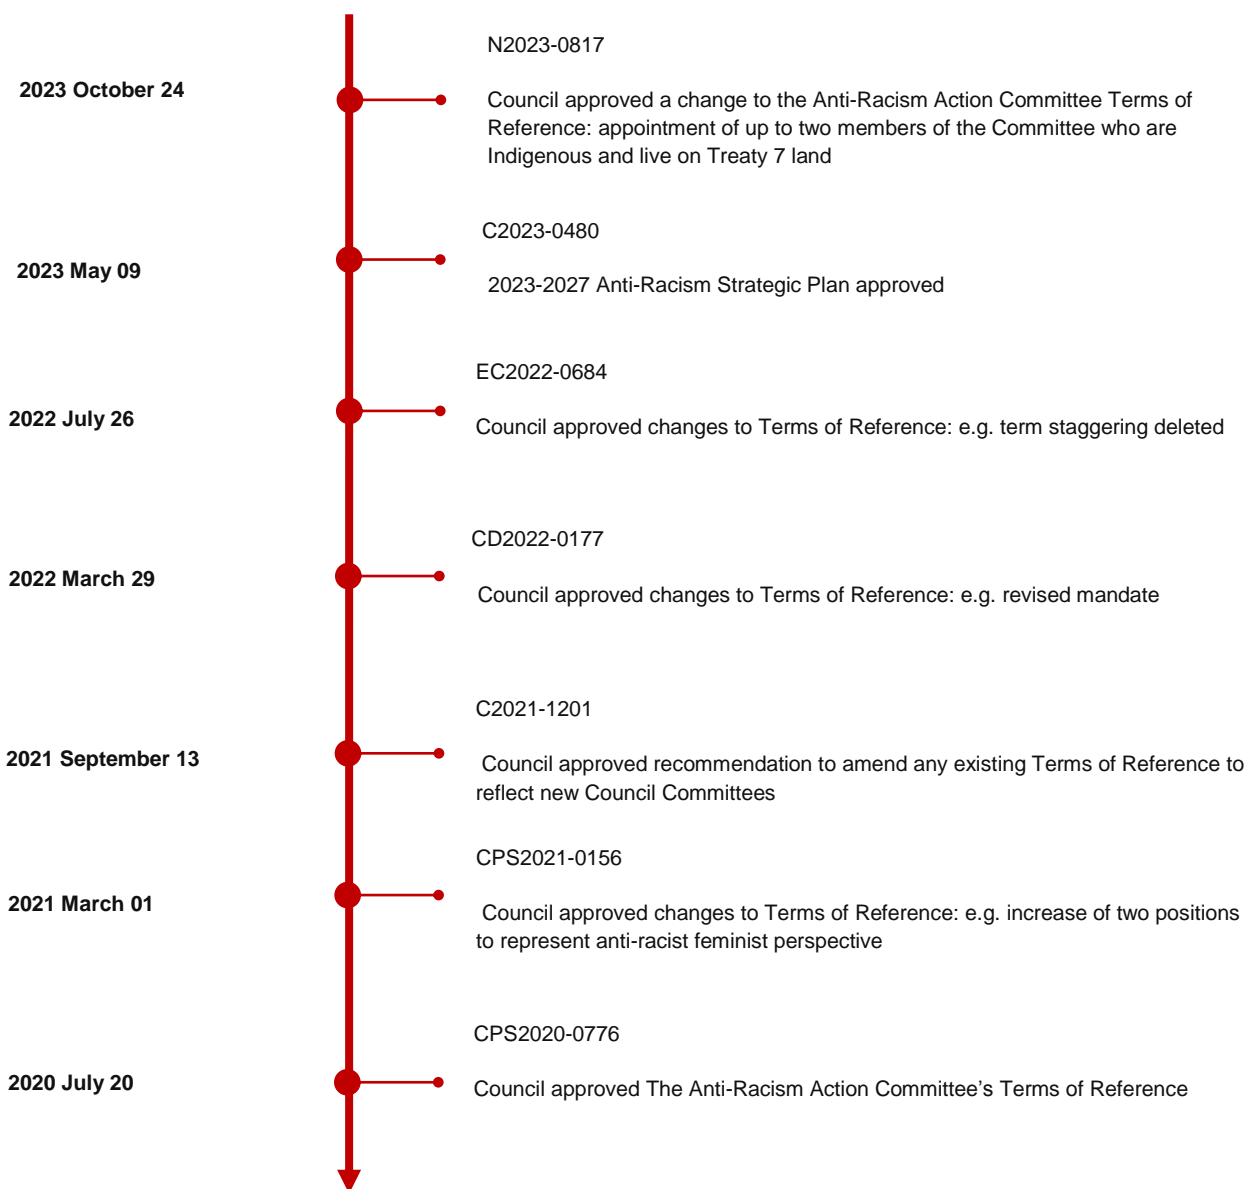 2023 October 24
N2023-0817
Council approved a change to the Anti-Racism Action Committee Terms of
Reference: appointment of up to two members of the Committee who are
Indigenous and live on Treaty 7 land
2023 May 09
C2023-0480
2023-2027 Anti-Racism Strategic Plan approved
2022 July 26
EC2022-0684
Council approved changes to Terms of Reference: e.g. term staggering deleted
2022 March 29
CD2022-0177
Council approved changes to Terms of Reference: e.g. revised mandate
2021 September 13
C2021-1201
Council approved recommendation to amend any existing Terms of Reference to
reflect new Council Committees
2021 March 01
CPS2021-0156
Council approved changes to Terms of Reference: e.g. increase of two positions
to represent anti-racist feminist perspective
2020 July 20
CPS2020-0776
Council approved The Anti-Racism Action Committee’s Terms of Reference